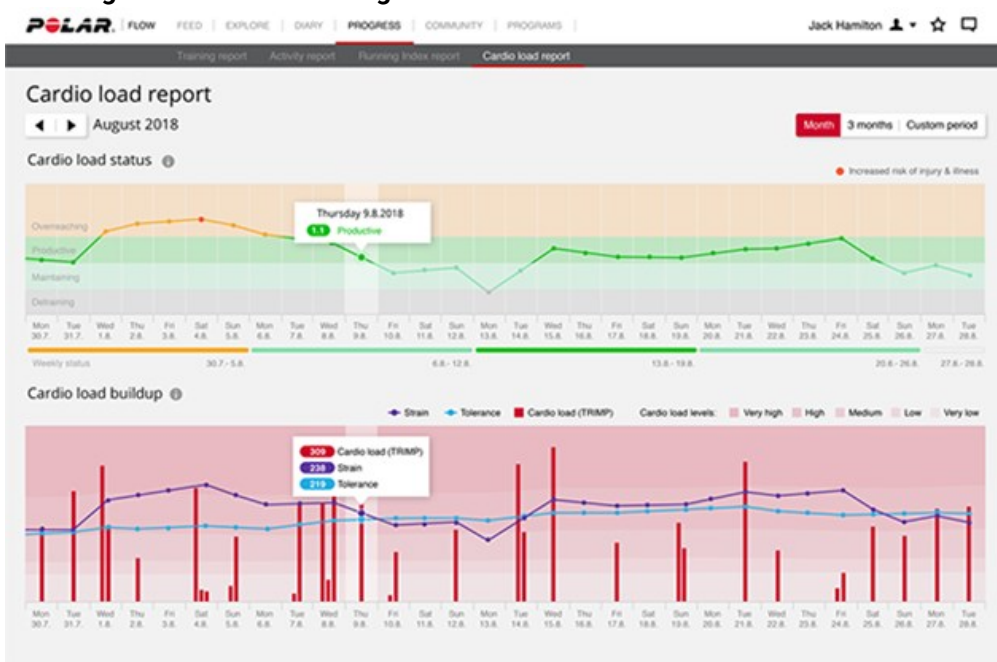 POLAR. FLOW FEED EXPLORE DIARY PROGRESS COMMUNITY PROGRAMS Jack Hamilton
Training report Activity report Running Index report Cardio load report
Cardio load report
August 2018 Month 3 months Custom period
Cardio load status
Increased risk of injury & illness
Thursday 9.8.2018
1.1 Productive
Overreaching
Productive
Maintaining
Detraining
Mon Tue Wed Thu Fri Sat Sun Mon Tue Wed Thu Fri Sat Sun Mon Tue Wed Thu Fri Sat Sun Mon Tue Wed Thu Fri Sat Sun Mon Tue
30.7. 31.7. 1.8. 2.8. 3.8. 4.8. 5.8. 6.8. 7.8. 8.8. 9.8. 10.8. 11.8. 12.8. 13.8. 14.8. 15.8. 16.8. 17.8. 18.8. 19.8. 20.8. 21.8. 22.8. 23.8. 24.8. 25.8. 26.8. 27.8. 28.8.
Weekly status 30.7.- 5.8. 6.8.- 12.8. 13.8.- 19.8. 20.8.- 26.8. 27.8.- 28.8.
Cardio load buildup
Strain Tolerance Cardio load (TRIMP) Cardio load levels: Very high High Medium Low Very low
309 Cardio load (TRIMP)
238 Strain
219 Tolerance
Mon Tue Wed Thu Fri Sat Sun Mon Tue Wed Thu Fri Sat Sun Mon Tue Wed Thu Fri Sat Sun Mon Tue Wed Thu Fri Sat Sun Mon Tue
30.7. 31.7. 1.8. 2.8. 3.8. 4.8. 5.8. 6.8. 7.8. 8.8. 9.8. 10.8. 11.8. 12.8. 13.8. 14.8. 15.8. 16.8. 17.8. 18.8. 19.8. 20.8. 21.8. 22.8. 23.8. 24.8. 25.8. 26.8. 27.8. 28.8.